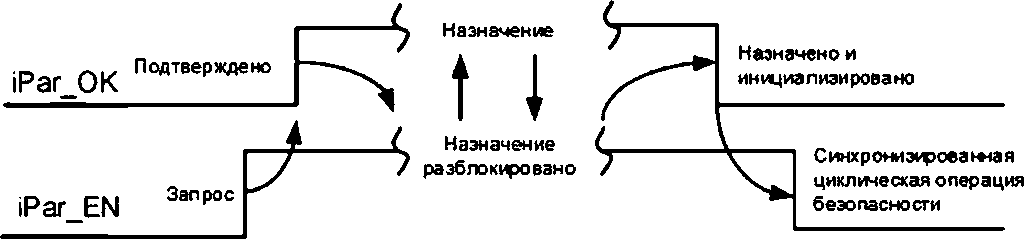 Назначение
iPar_OK
Подтверждено
Назначено и
инициализировано
Назначение
разблокировано
iPar_EN
Запрос
Синхронизированная
циклическая операция
безопасности